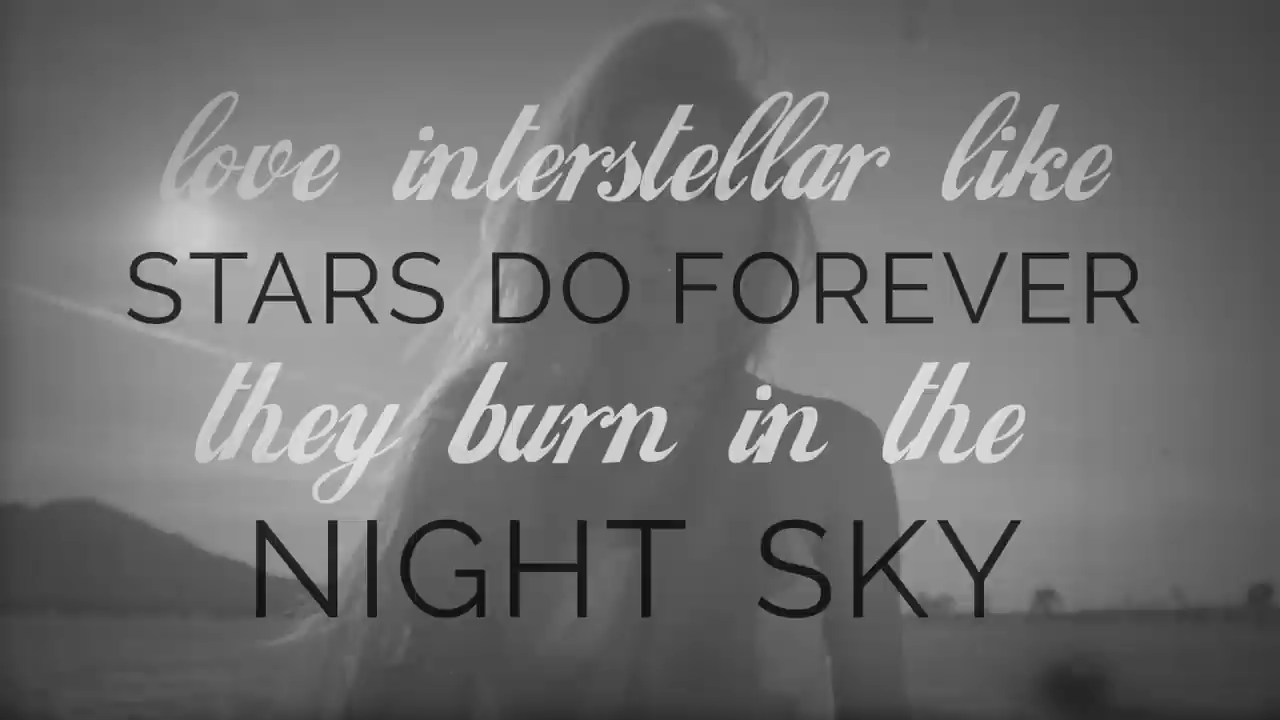 love interstellar like
STARS DO FOREVER
they burn in the
NIGHT SKY